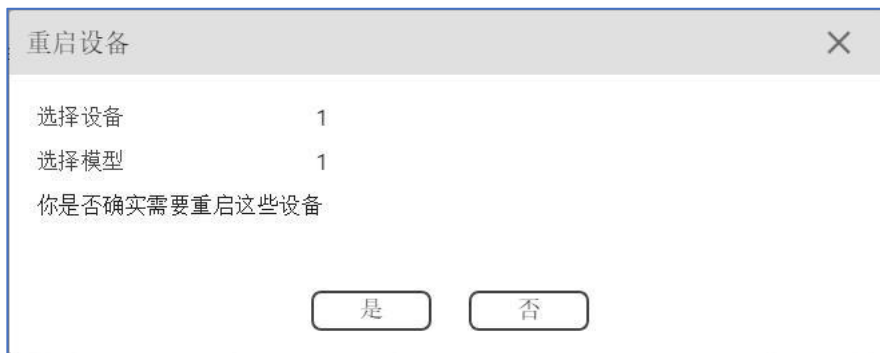 重启设备
选择设备 1
选择模型 1
你是否确实需要重启这些设备
是 否